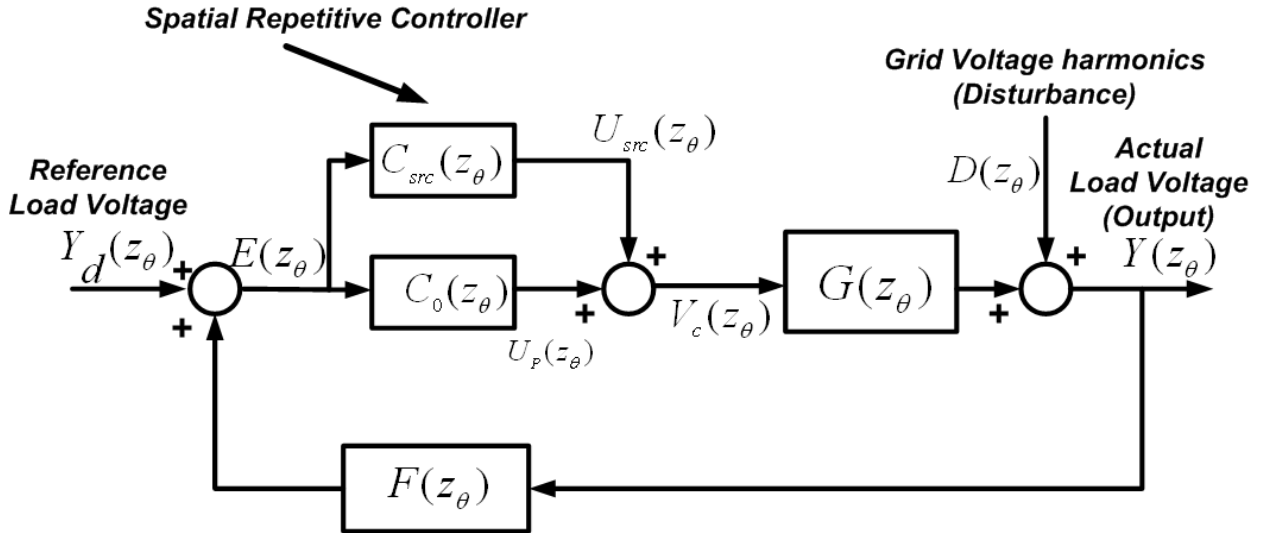 Spatial Repetitive Controller
Grid Voltage harmonics
(Disturbance)
C_src(z_θ)
U_src(z_θ)
Reference
Load Voltage
D(z_θ)
Actual
Load Voltage
(Output)
Y_d(z_θ)
+
E(z_θ)
+
+
Y(z_θ)
C_0(z_θ)
G(z_θ)
+
+
V_c(z_θ)
+
U_P(z_θ)
F(z_θ)